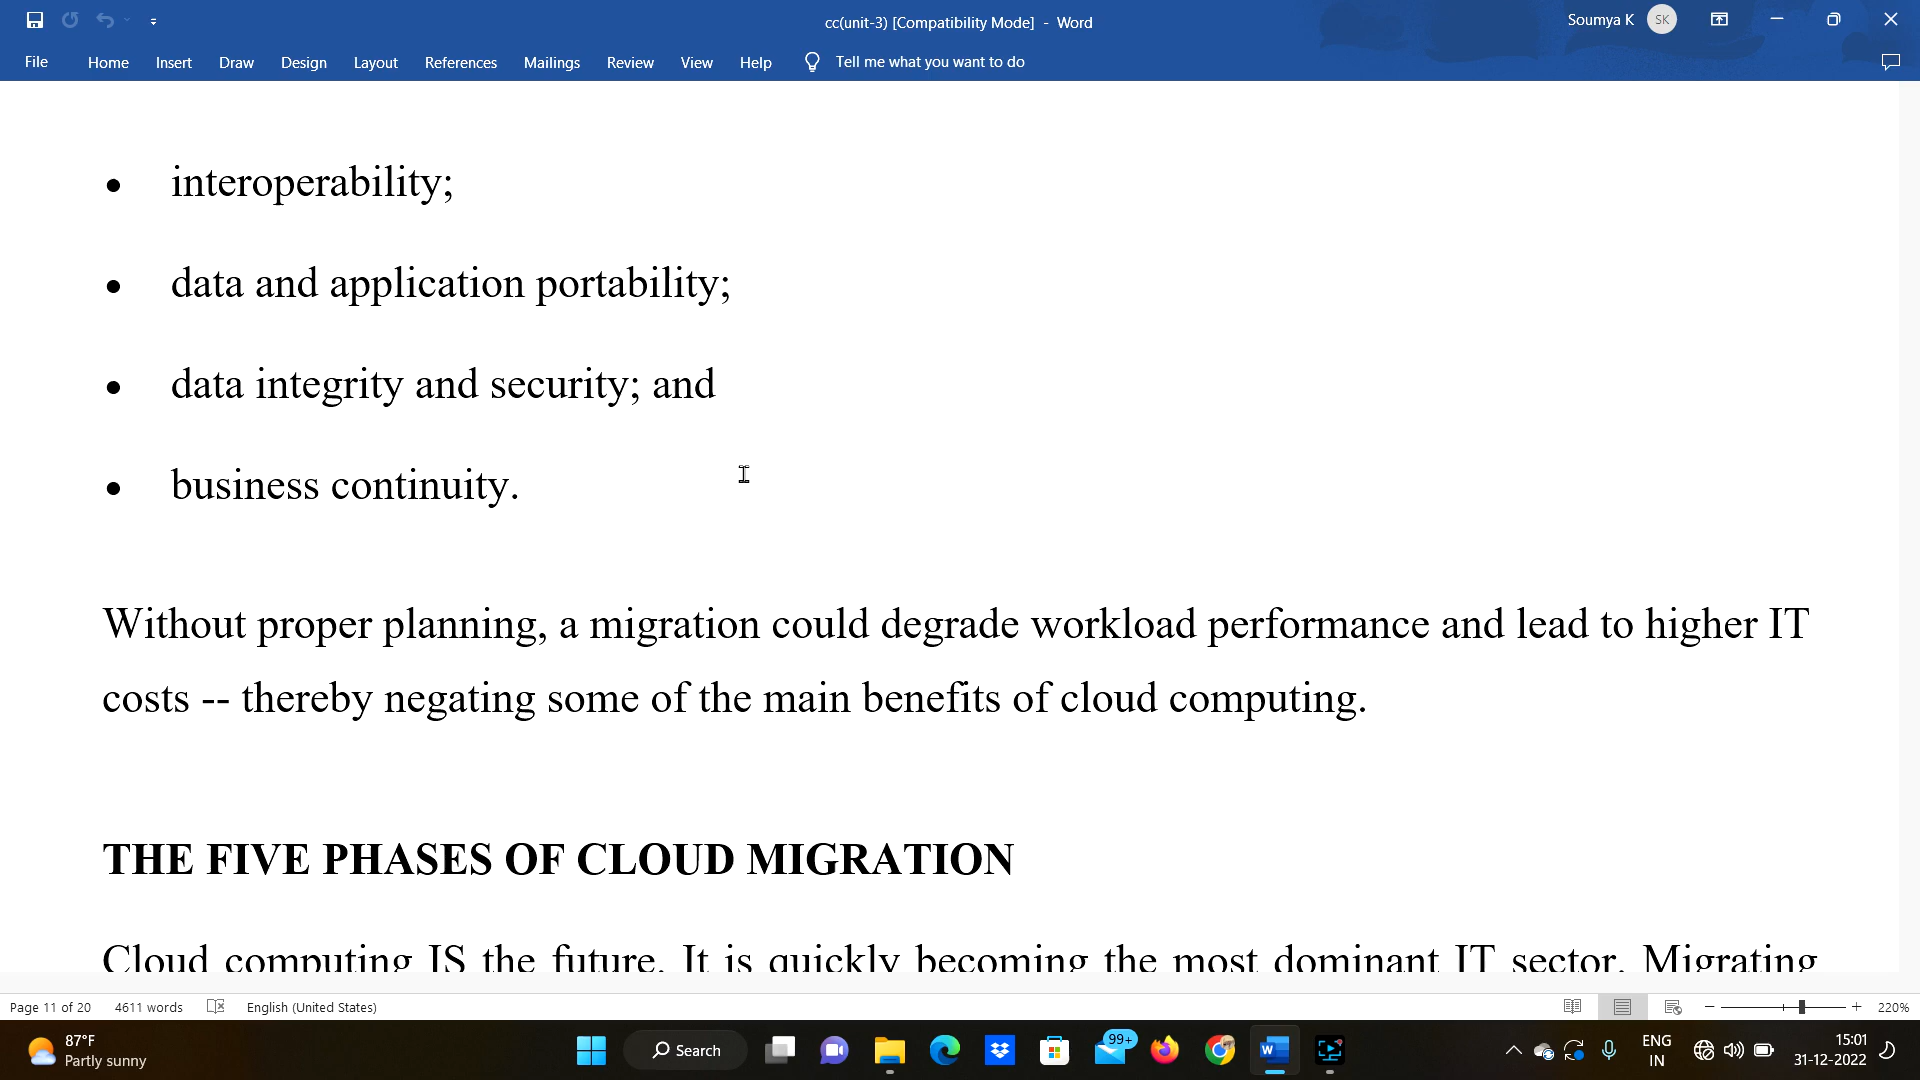 cc(unit-3) [Compatibility Mode] - Word
Soumya K
SK
File Home Insert Draw Design Layout References Mailings Review View Help Tell me what you want to do
• interoperability;
• data and application portability;
• data integrity and security; and
• business continuity.
Without proper planning, a migration could degrade workload performance and lead to higher IT
costs -- thereby negating some of the main benefits of cloud computing.
THE FIVE PHASES OF CLOUD MIGRATION
Cloud computing IS the future. It is quickly becoming the most dominant IT sector. Migrating
Page 11 of 20 4611 words English (United States) 220%
87°F
Partly sunny
Search
99+
ENG
IN
15:01
31-12-2022